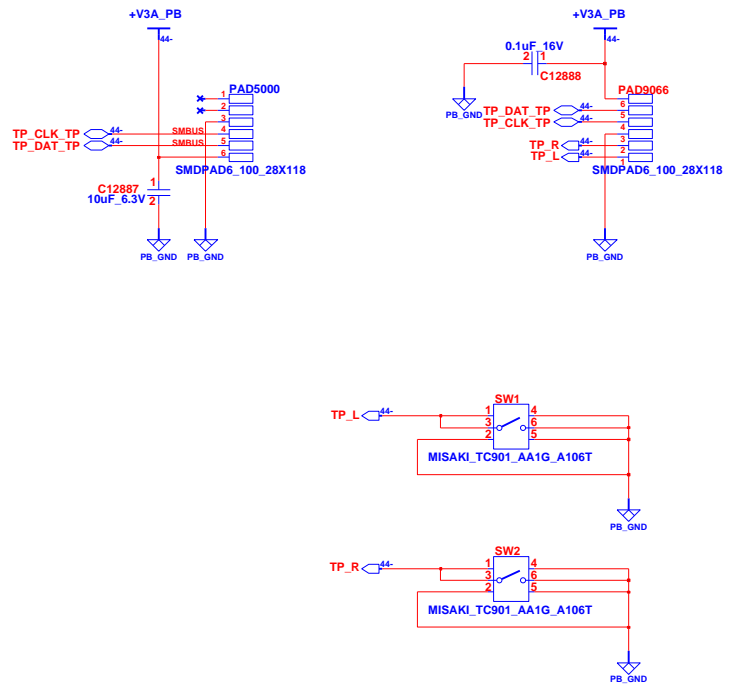 +V3A_PB
44-
PAD5000
1
2
3
TP_CLK_TP
44-
SMBUS
4
TP_DAT_TP
44-
SMBUS
5
6
SMDPAD6_100_28X118
1
C12887
10uF_6.3V
2
PB_GND
PB_GND
+V3A_PB
44-
0.1uF_16V
2
1
C12888
PB_GND
PAD9066
TP_DAT_TP
44-
6
TP_CLK_TP
44-
5
4
TP_R
44-
3
TP_L
44-
2
1
SMDPAD6_100_28X118
PB_GND
SW1
TP_L
44-
1
4
3
6
2
5
MISAKI_TC901_AA1G_A106T
PB_GND
SW2
TP_R
44-
1
4
3
6
2
5
MISAKI_TC901_AA1G_A106T
PB_GND